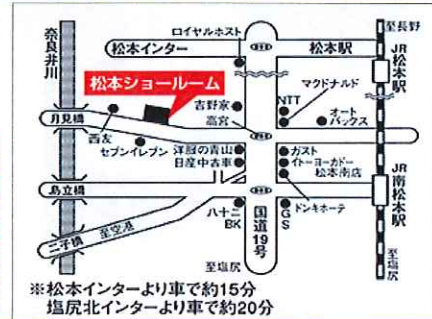 至長野
ロイヤルホスト
奈良井川
松本インター
松本駅
JR松本駅
松本ショールーム
吉野家
NTT
マクドナルド
高宮
オートバックス
月見橋
西友
セブンイレブン
洋服の青山
日産中古車
ガスト
イトーヨーカドー
松本南店
島立橋
JR南松本駅
ドンキホーテ
八十二BK
国道19号
GS
二子橋
至空港
至塩尻
至塩尻
※松本インターより車で約15分
塩尻北インターより車で約20分